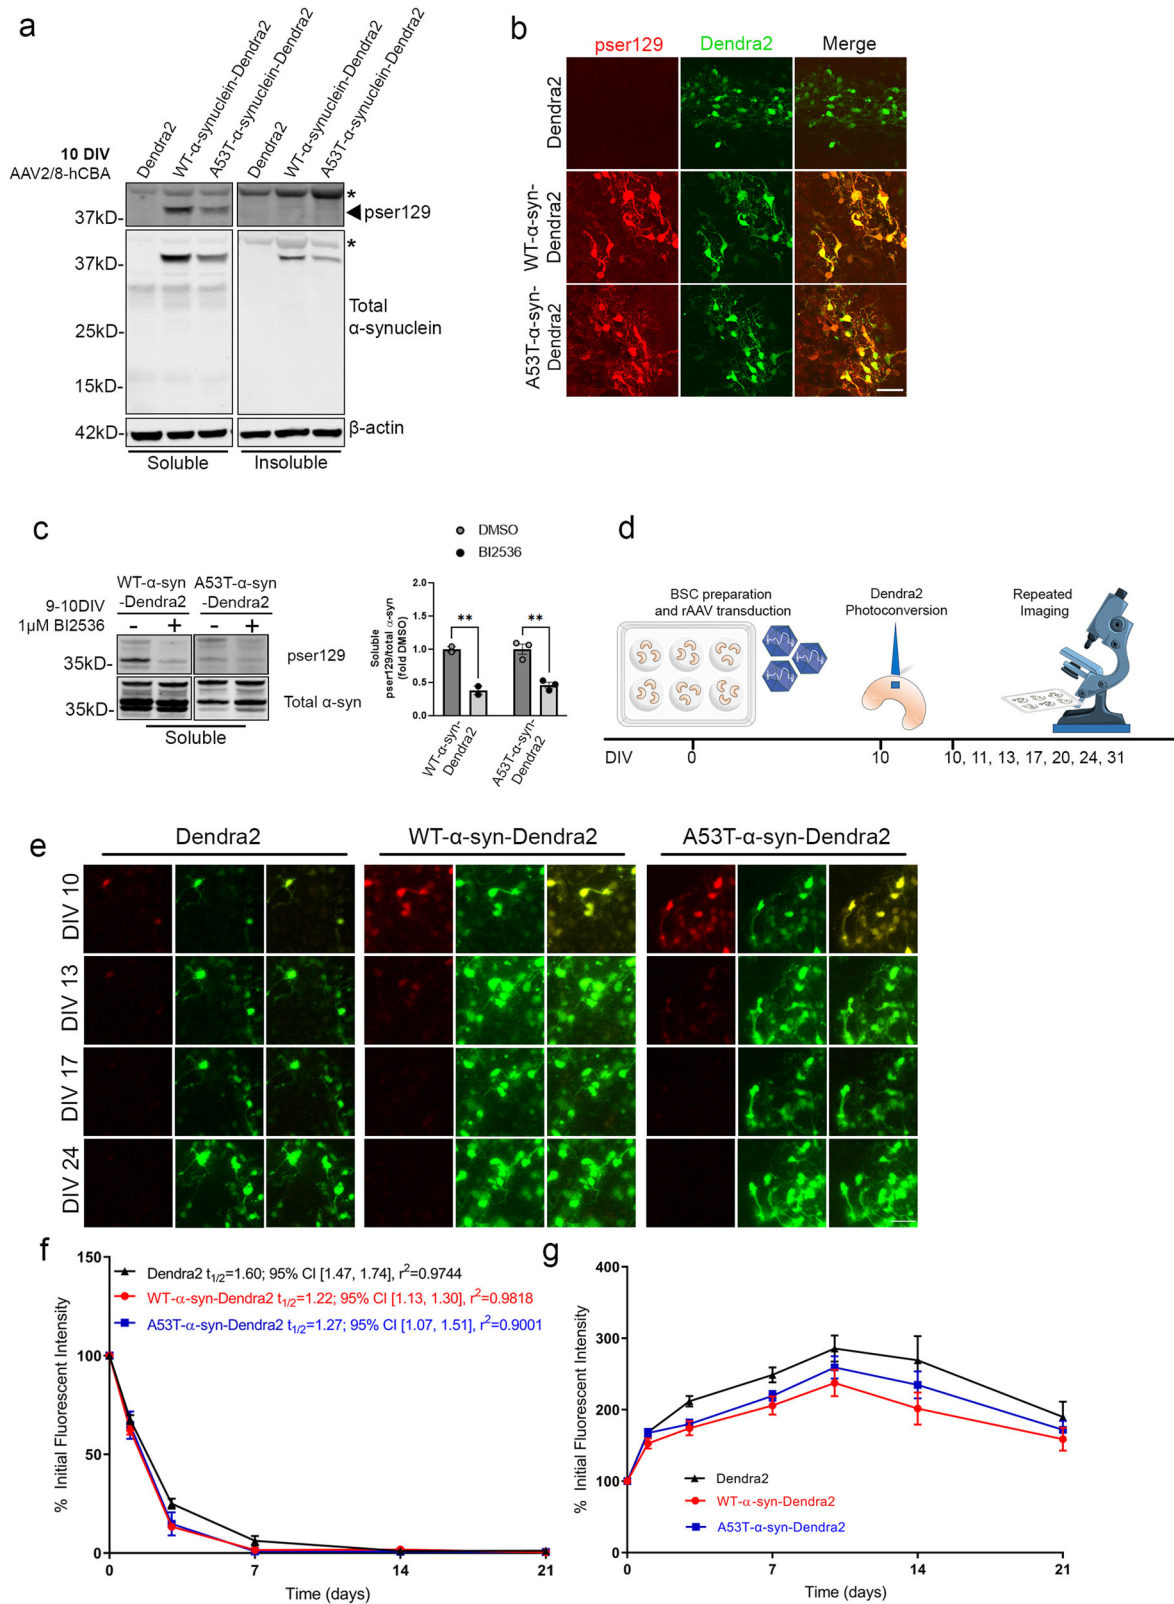 a
10 DIV
AAV2/8-hCBA
Dendra2
WT-α-synuclein-Dendra2
A53T-α-synuclein-Dendra2
Dendra2
WT-α-synuclein-Dendra2
A53T-α-synuclein-Dendra2
*
37kD-
pser129
*
37kD-
Total
α-synuclein
25kD-
15kD-
42kD-
β-actin
Soluble
Insoluble
b
pser129
Dendra2
Merge
Dendra2
WT-α-syn-
Dendra2
A53T-α-syn-
Dendra2
c
WT-α-syn
-Dendra2
A53T-α-syn
-Dendra2
9-10DIV
1µM BI2536
- + - +
35kD-
pser129
35kD-
Total α-syn
Soluble
DMSO
BI2536
Soluble
pser129/total α-syn
(fold DMSO)
2.0
1.5
1.0
0.5
0.0
**
**
WT-α-syn-
Dendra2
A53T-α-syn-
Dendra2
d
BSC preparation
and rAAV transduction
Dendra2
Photoconversion
Repeated
Imaging
DIV
0
10
10, 11, 13, 17, 20, 24, 31
e
Dendra2
WT-α-syn-Dendra2
A53T-α-syn-Dendra2
DIV 10
DIV 13
DIV 17
DIV 24
f
Dendra2 t1/2=1.60; 95% CI [1.47, 1.74], r²=0.9744
WT-α-syn-Dendra2 t1/2=1.22; 95% CI [1.13, 1.30], r²=0.9818
A53T-α-syn-Dendra2 t1/2=1.27; 95% CI [1.07, 1.51], r²=0.9001
% Initial Fluorescent Intensity
150
100
50
0
0
7
14
21
Time (days)
g
% Initial Fluorescent Intensity
400
300
200
100
0
Dendra2
WT-α-syn-Dendra2
A53T-α-syn-Dendra2
0
7
14
21
Time (days)